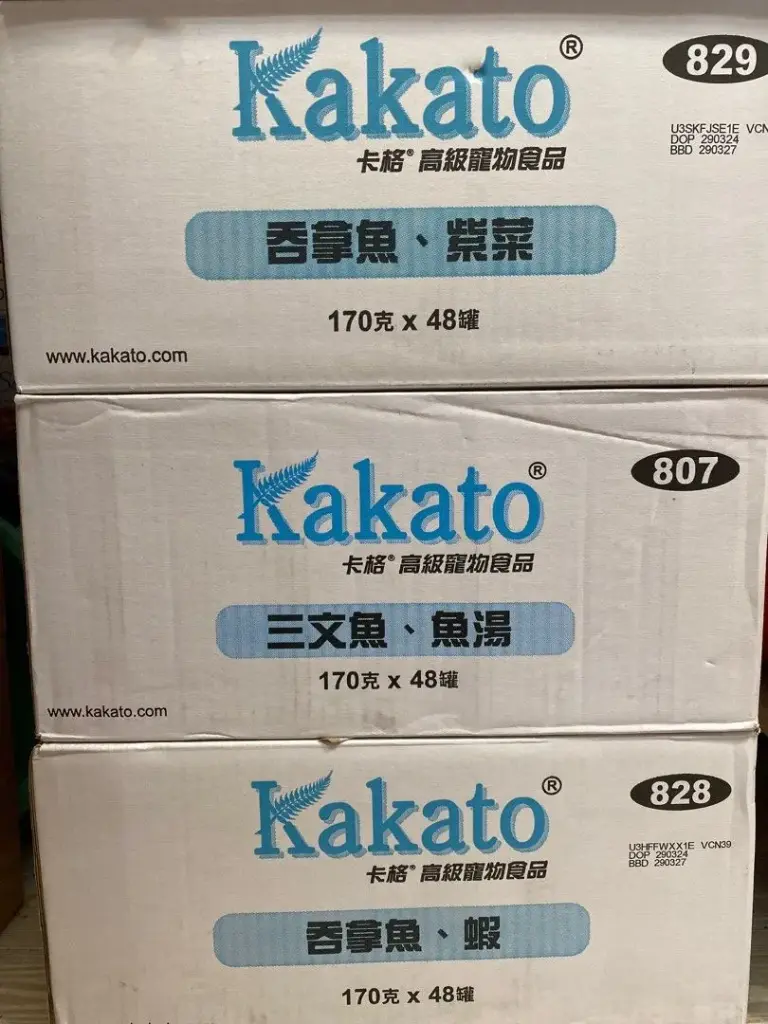 Kakato®
829
卡格® 高級寵物食品
U3SKFJSE1E VCN
DOP 290324
BBD 290327
吞拿魚、紫菜
170克 x 48罐
www.kakato.com
Kakato®
807
卡格® 高級寵物食品
三文魚、魚湯
170克 x 48罐
www.kakato.com
Kakato®
828
卡格® 高級寵物食品
U3HFFWXX1E VCN39
DOP 290324
BBD 290327
吞拿魚、蝦
170克 x 48罐